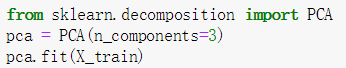 from sklearn.decomposition import PCA
pca = PCA(n_components=3)
pca.fit(X_train)